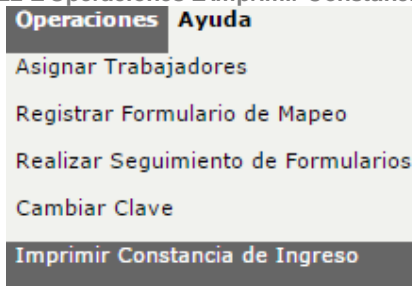 Operaciones Ayuda
Asignar Trabajadores
Registrar Formulario de Mapeo
Realizar Seguimiento de Formularios
Cambiar Clave
Imprimir Constancia de Ingreso